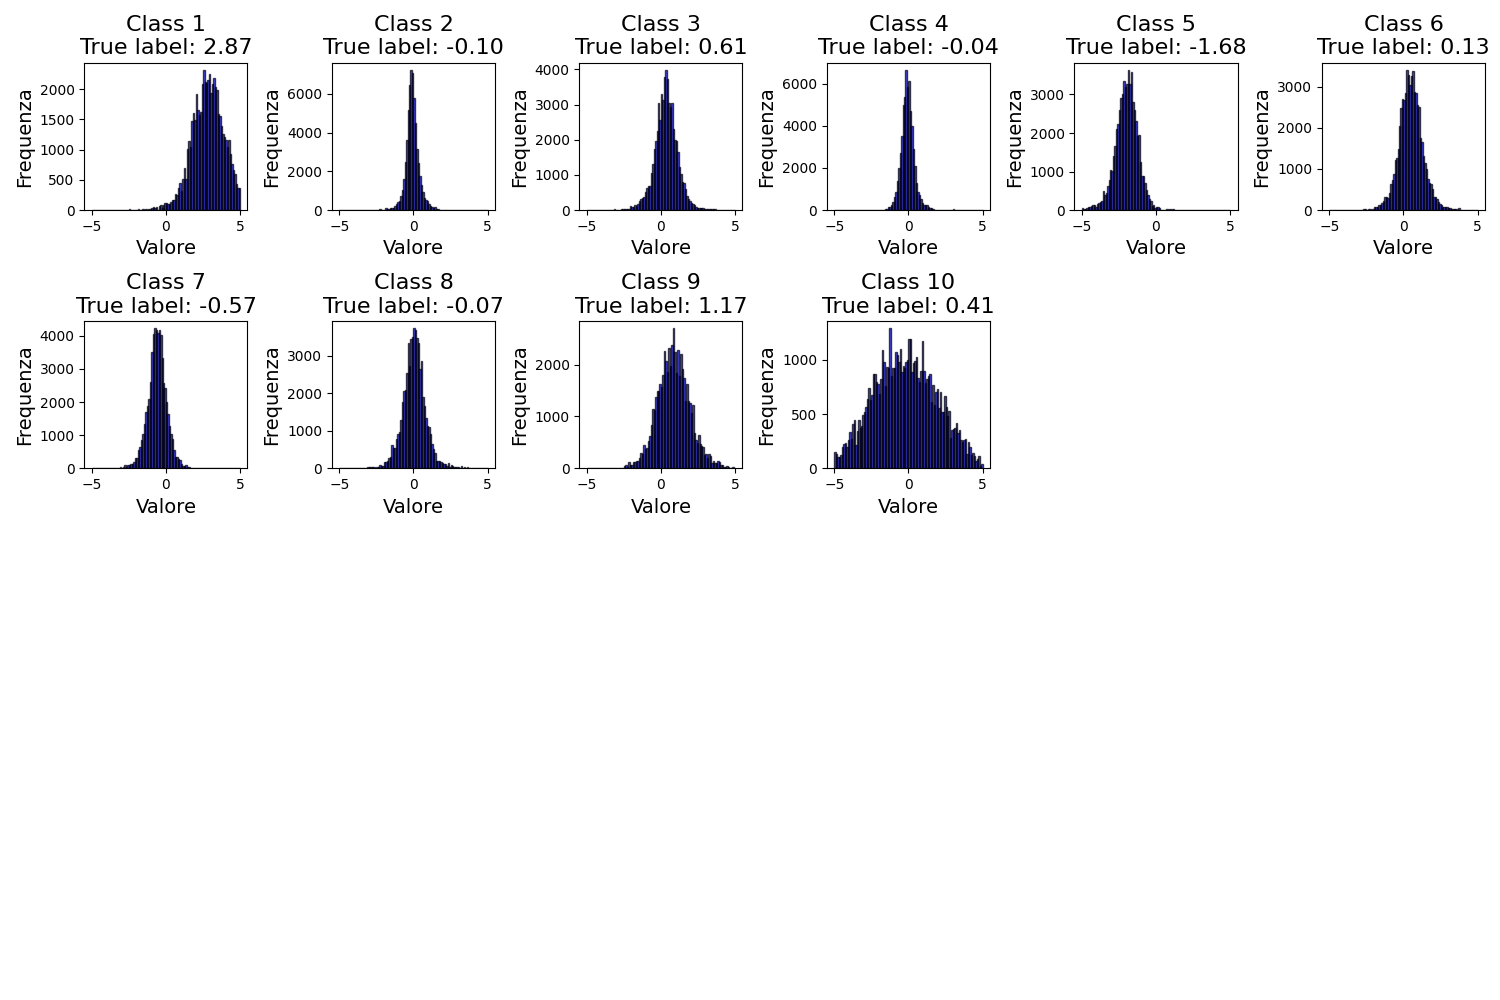 Class 1
True label: 2.87
Frequenza
2000
1500
1000
500
0
−5 0 5
Valore
Class 2
True label: -0.10
Frequenza
6000
4000
2000
0
−5 0 5
Valore
Class 3
True label: 0.61
Frequenza
4000
3000
2000
1000
0
−5 0 5
Valore
Class 4
True label: -0.04
Frequenza
6000
4000
2000
0
−5 0 5
Valore
Class 5
True label: -1.68
Frequenza
3000
2000
1000
0
−5 0 5
Valore
Class 6
True label: 0.13
Frequenza
3000
2000
1000
0
−5 0 5
Valore
Class 7
True label: -0.57
Frequenza
4000
3000
2000
1000
0
−5 0 5
Valore
Class 8
True label: -0.07
Frequenza
3000
2000
1000
0
−5 0 5
Valore
Class 9
True label: 1.17
Frequenza
2000
1000
0
−5 0 5
Valore
Class 10
True label: 0.41
Frequenza
1000
500
0
−5 0 5
Valore